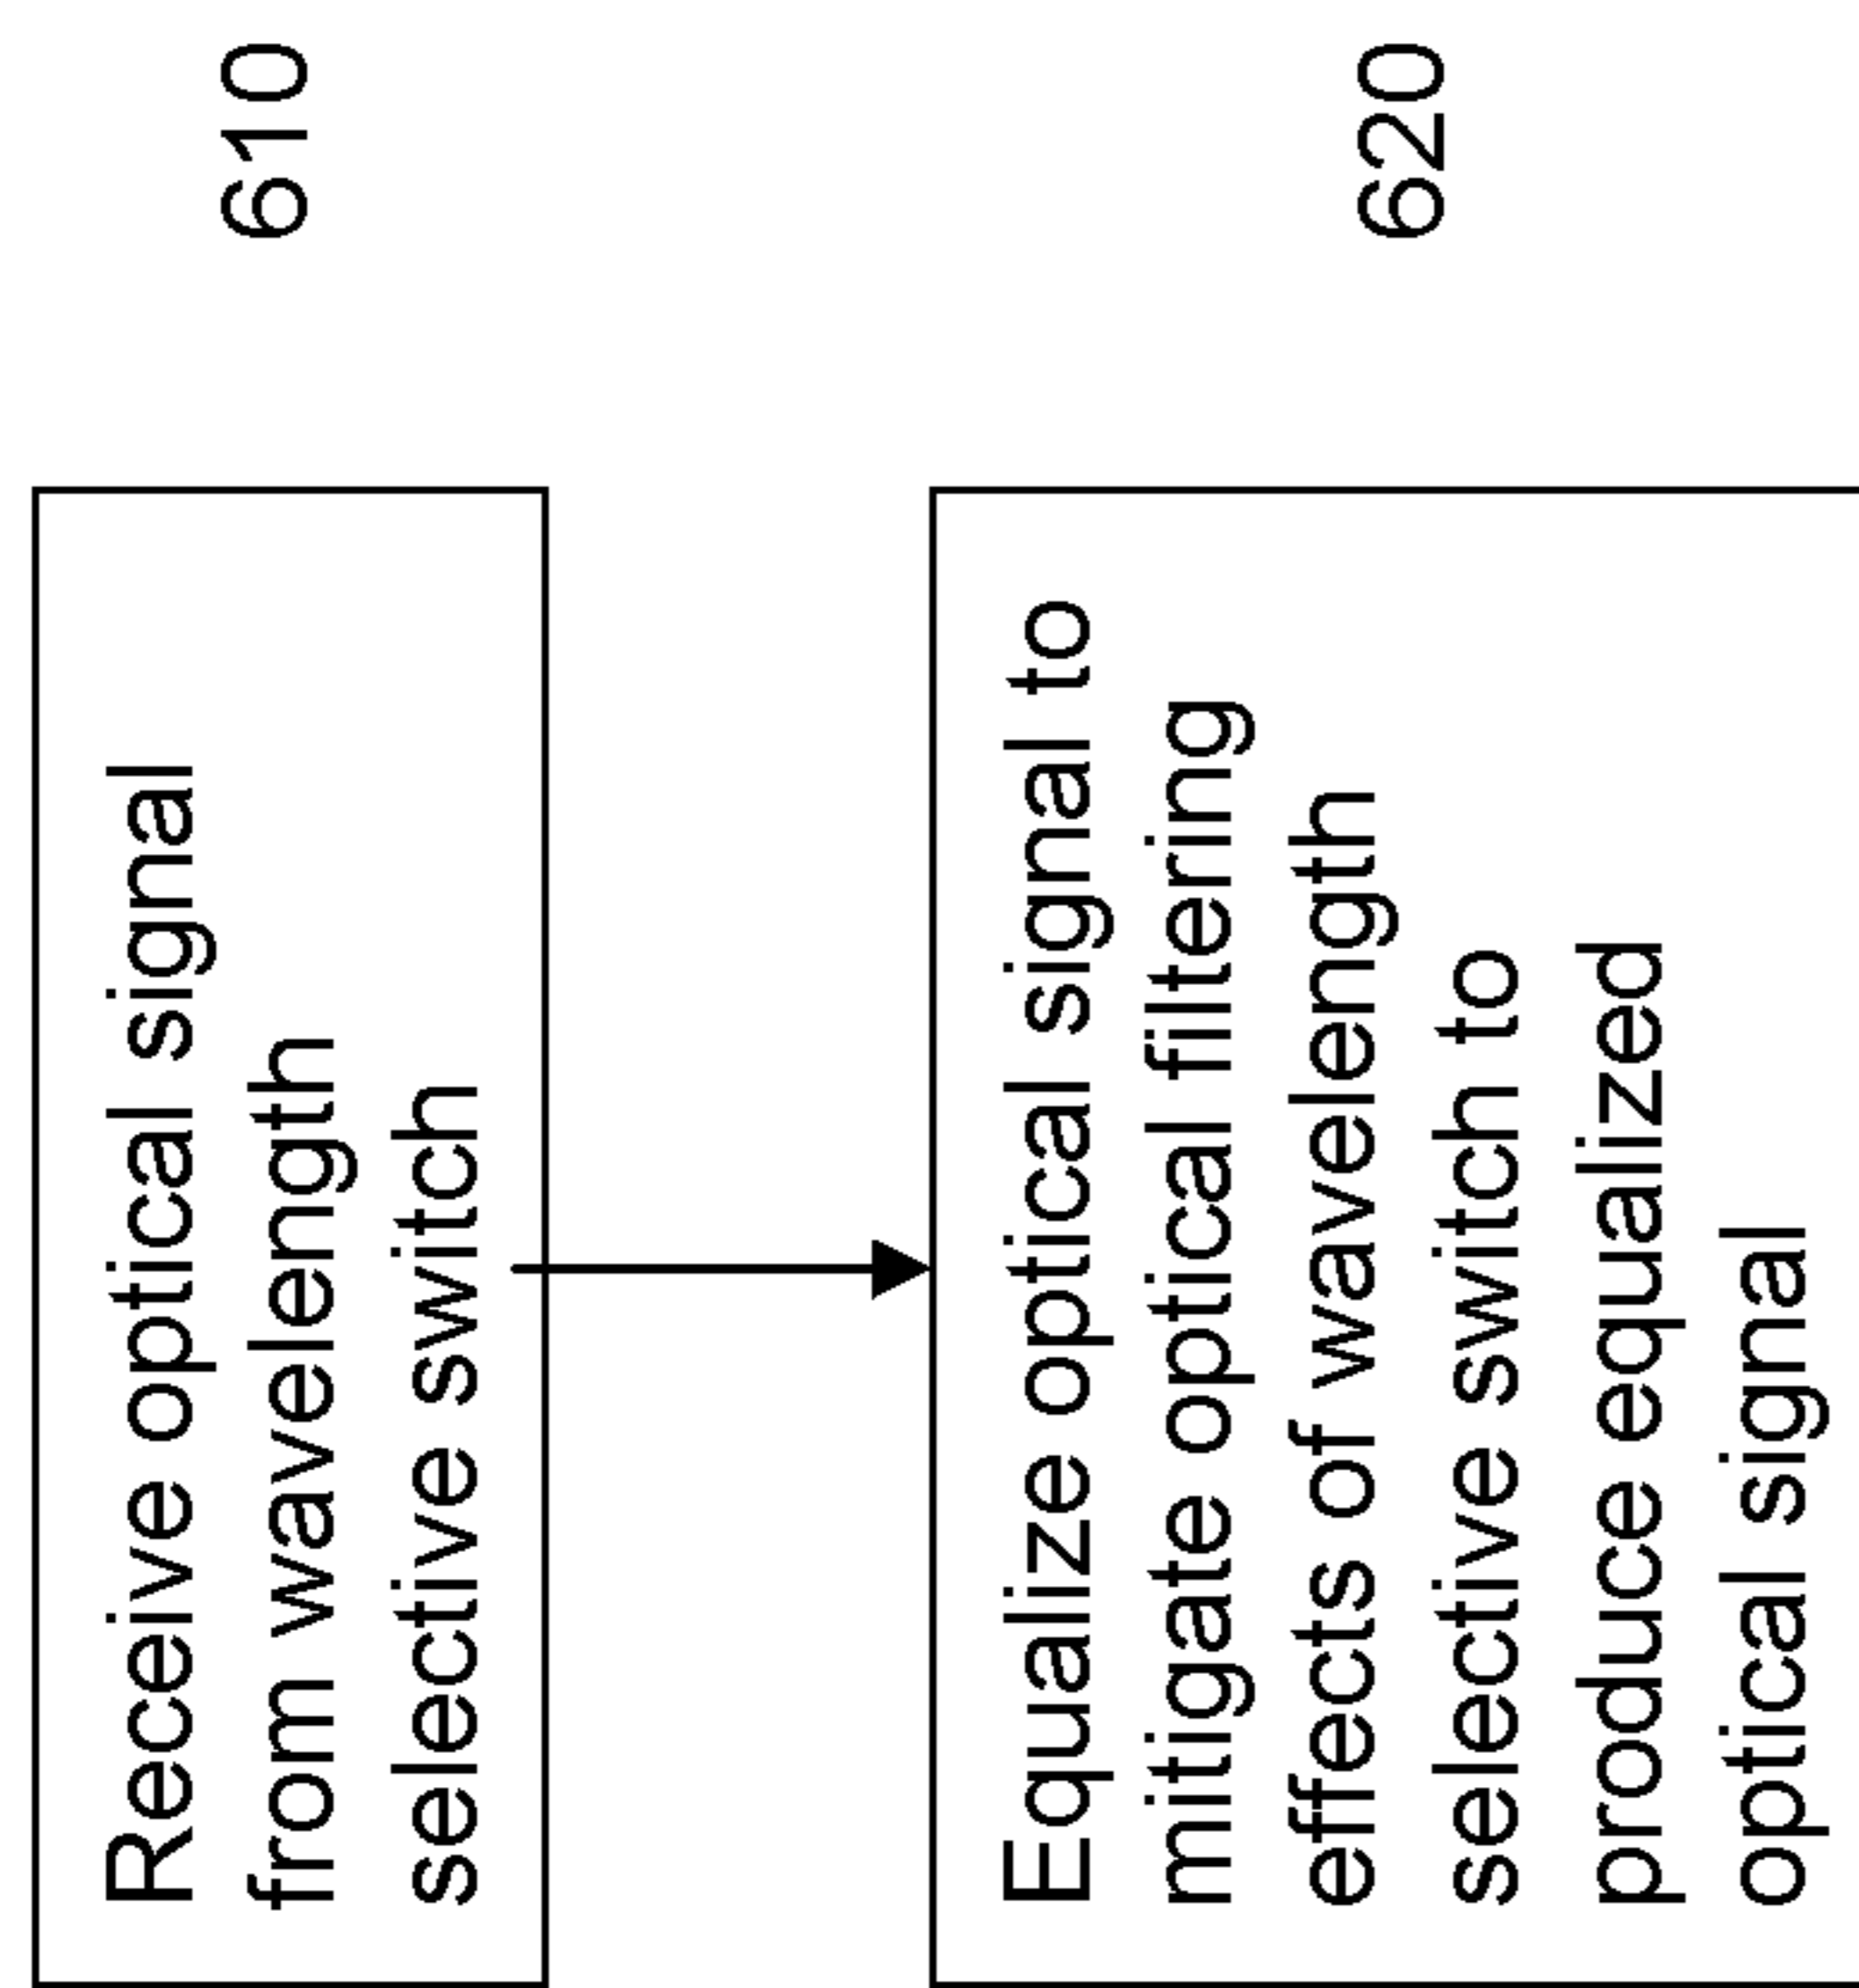 Receive optical signal
from wavelength
selective switch
610
Equalize optical signal to
mitigate optical filtering
effects of wavelength
selective switch to
produce equalized
optical signal
620